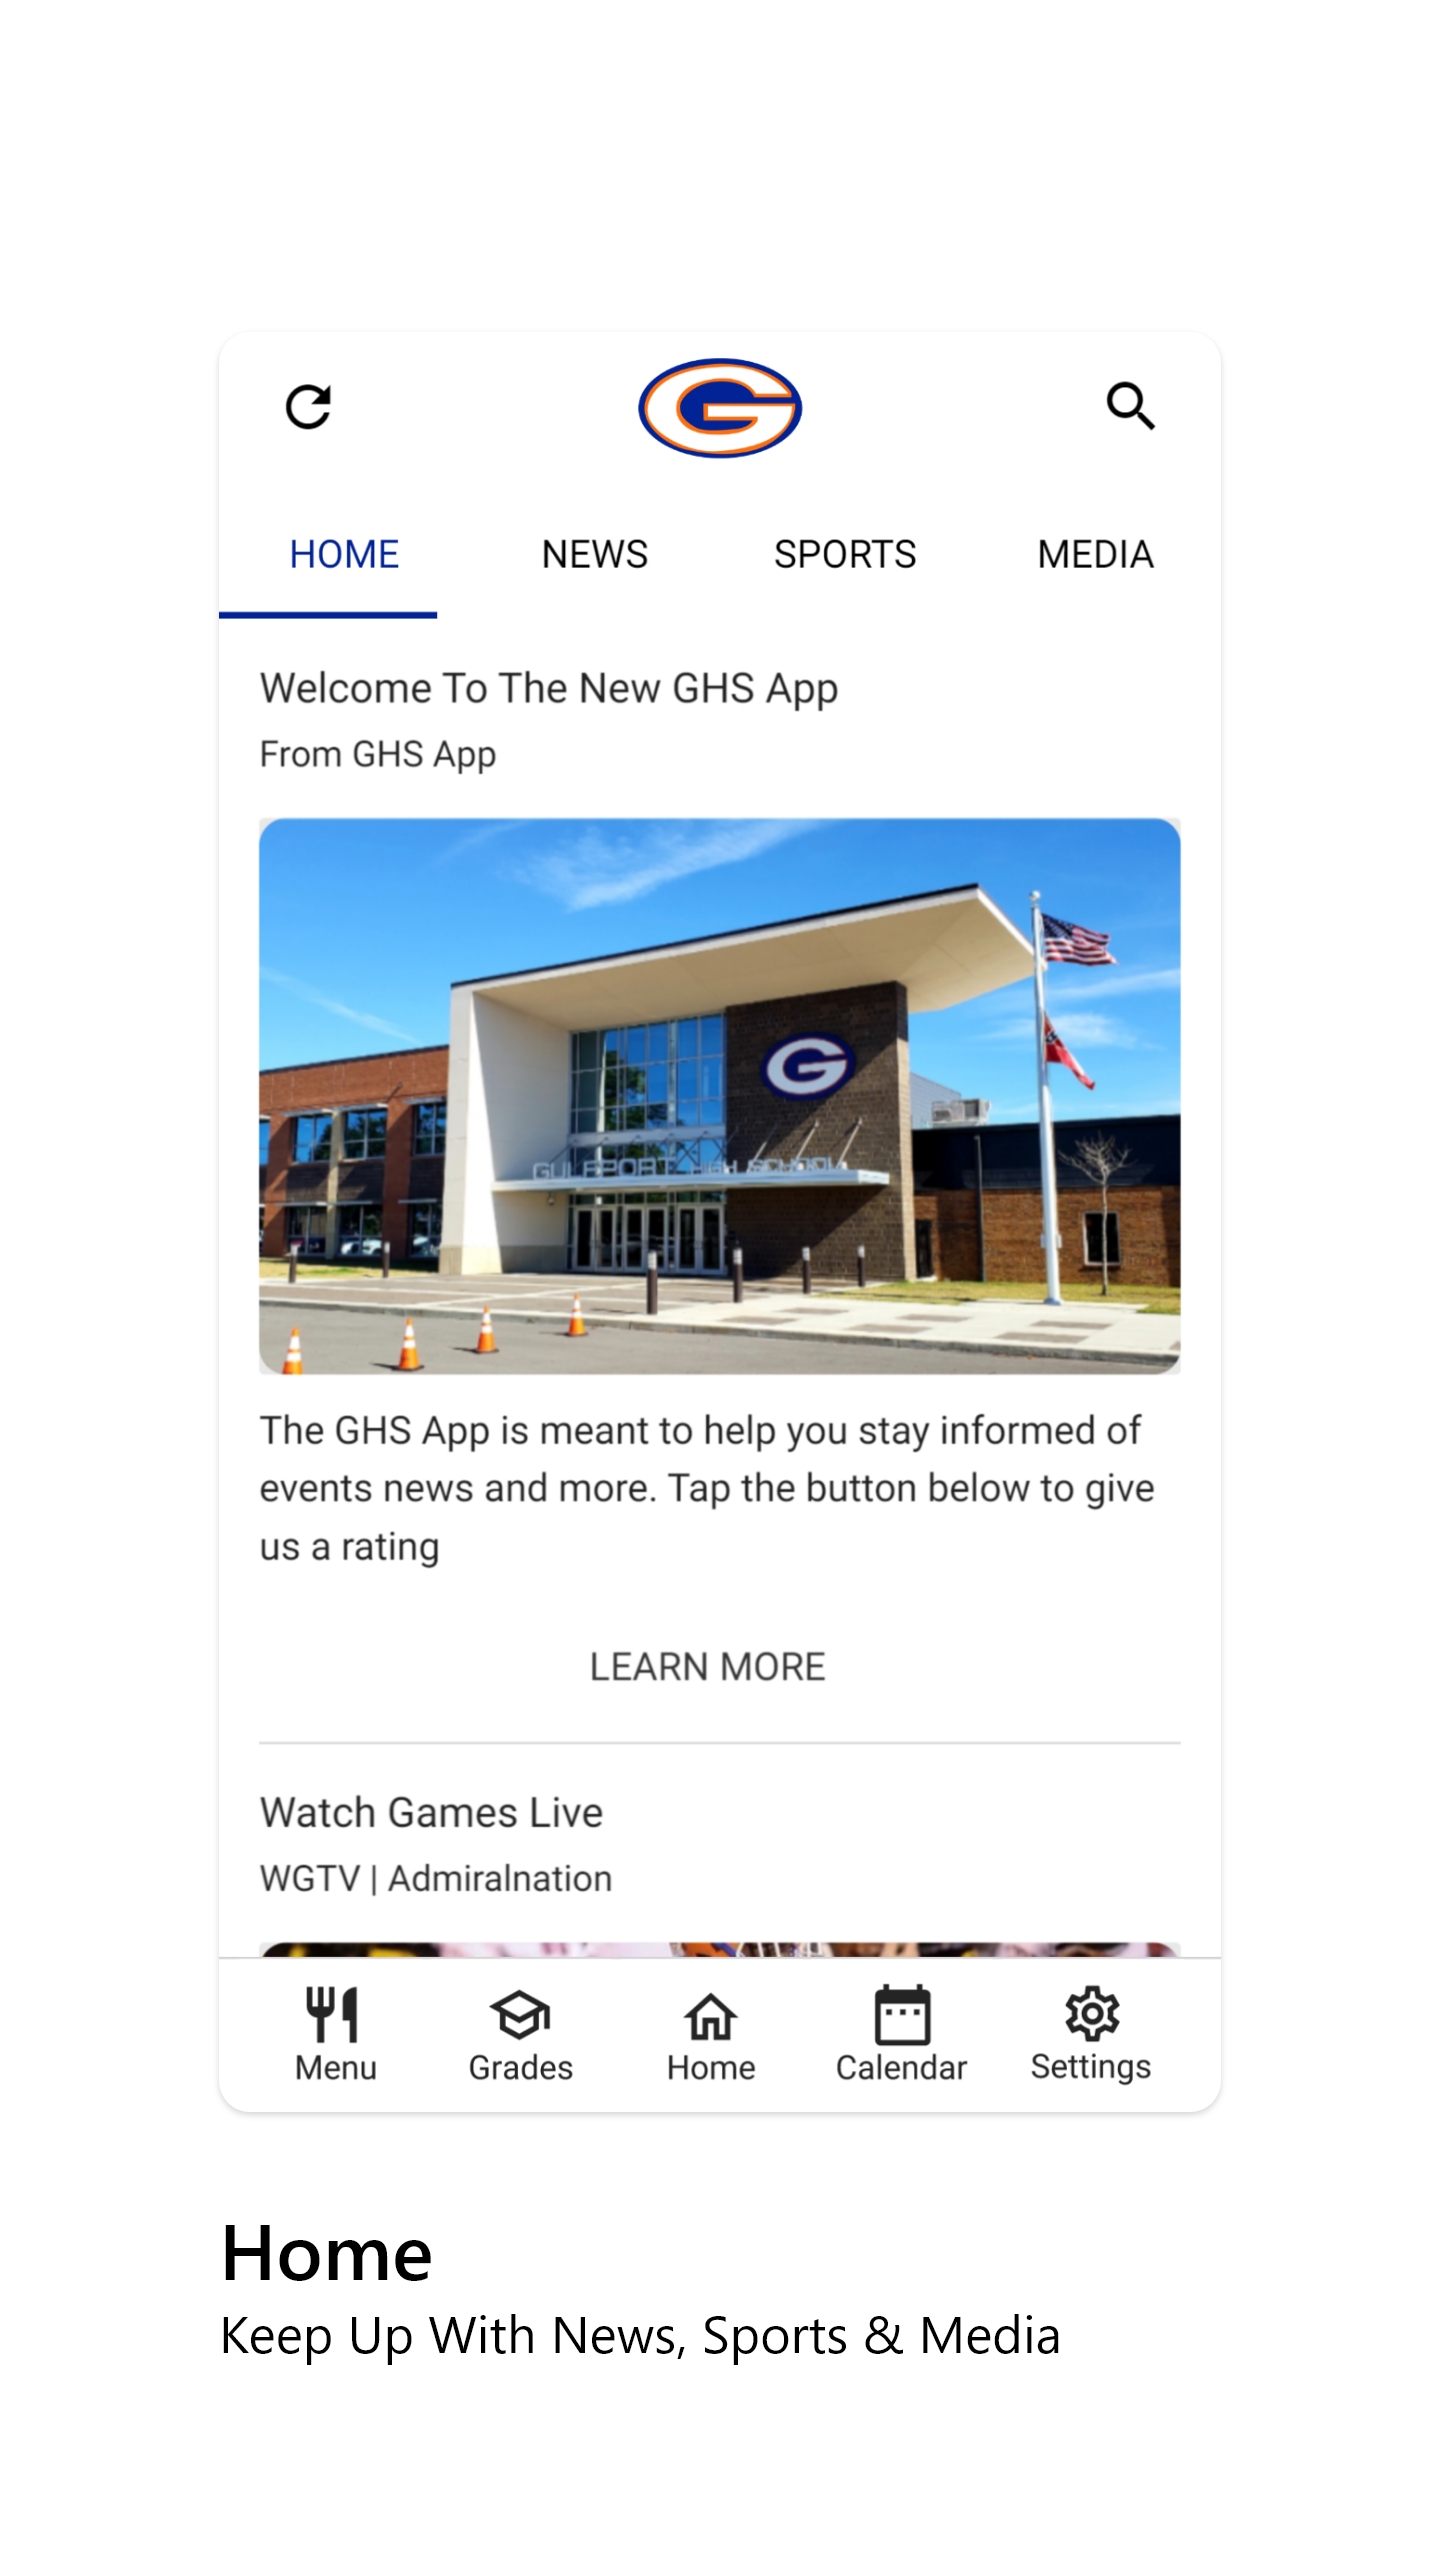 G
HOME NEWS SPORTS MEDIA
Welcome To The New GHS App
From GHS App
G
GULFPORT HIGH SCHOOL
The GHS App is meant to help you stay informed of
events news and more. Tap the button below to give
us a rating
LEARN MORE
Watch Games Live
WGTV | Admiralnation
Menu Grades Home Calendar Settings
Home
Keep Up With News, Sports & Media